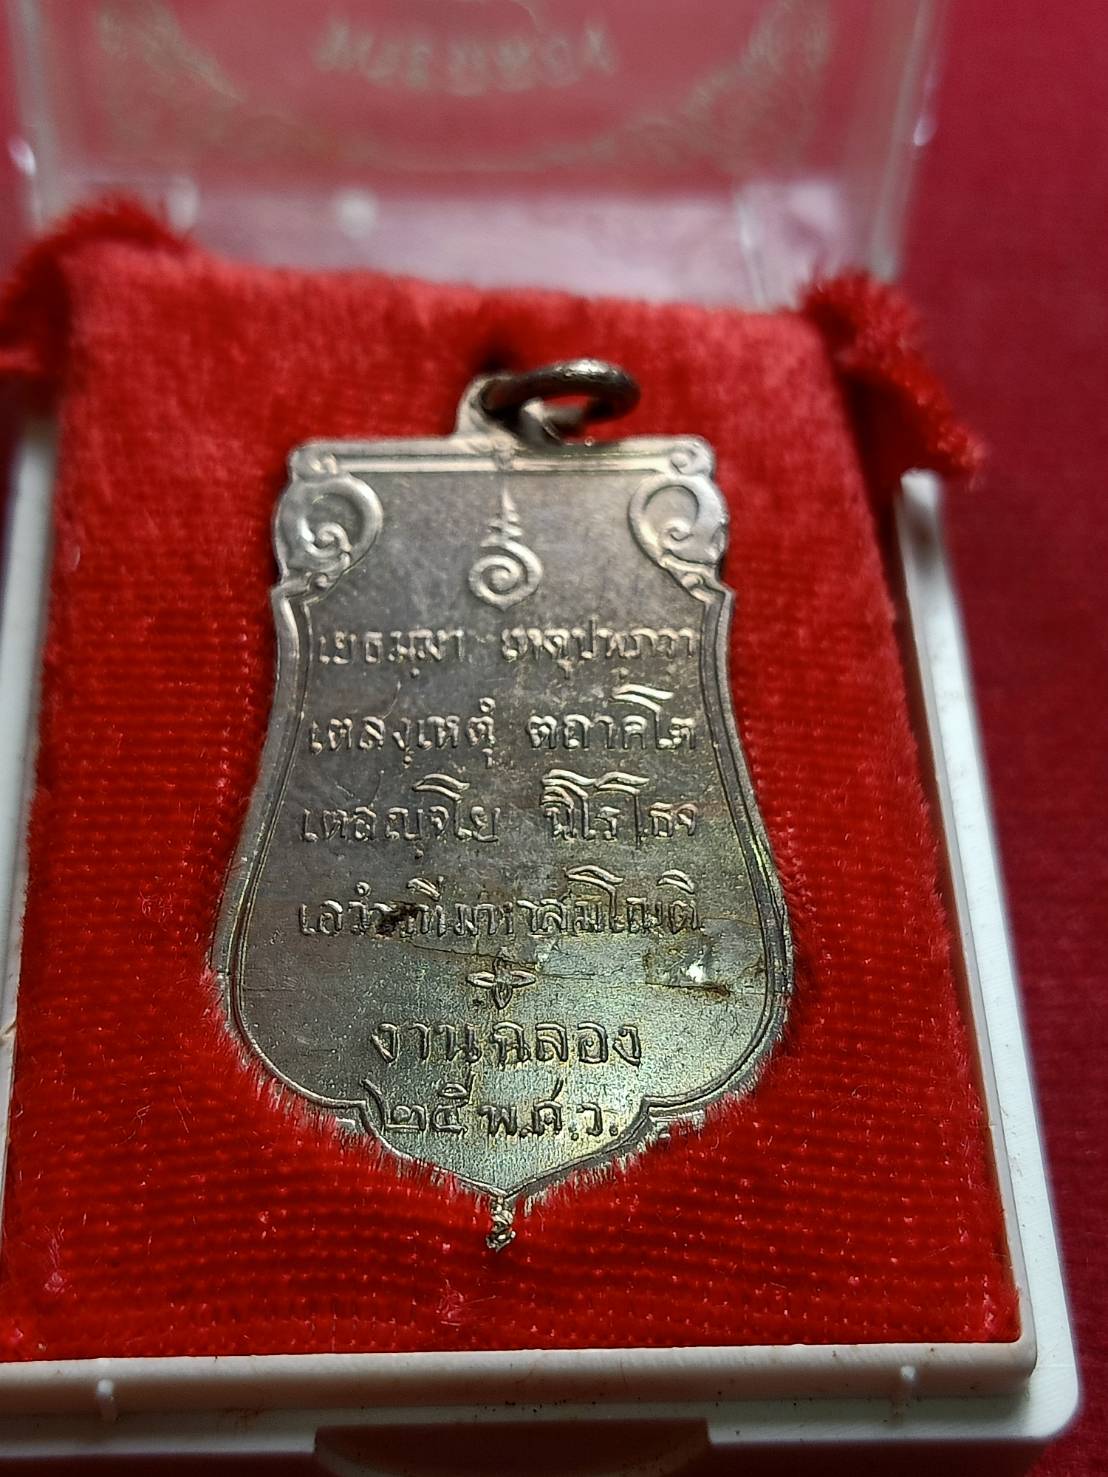 เยธมฺมา เหตุปฺปภวา
เตสํเหตุํ ตถาคโต
เตสญฺจโย นิโรโธจ
เอวํวาที มหาสมโณติ
งานฉลอง
๒๕ พ.ศ.ว.